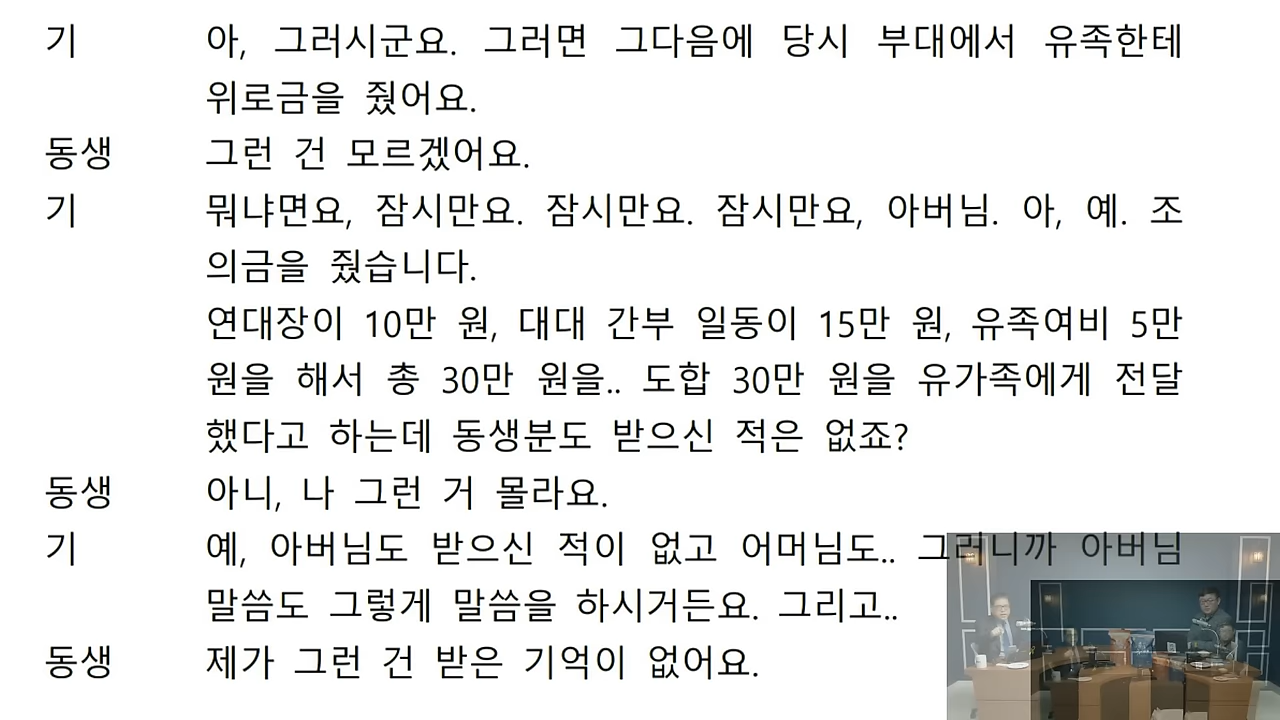 기 아, 그러시군요. 그러면 그다음에 당시 부대에서 유족한테
위로금을 줬어요.
동생 그런 건 모르겠어요.
기 뭐냐면요, 잠시만요. 잠시만요. 잠시만요, 아버님. 아, 예. 조
의금을 줬습니다.
연대장이 10만 원, 대대 간부 일동이 15만 원, 유족여비 5만
원을 해서 총 30만 원을.. 도합 30만 원을 유가족에게 전달
했다고 하는데 동생분도 받으신 적은 없죠?
동생 아니, 나 그런 거 몰라요.
기 예, 아버님도 받으신 적이 없고 어머님도.. 그러니까 아버님
말씀도 그렇게 말씀을 하시거든요. 그리고..
동생 제가 그런 건 받은 기억이 없어요.